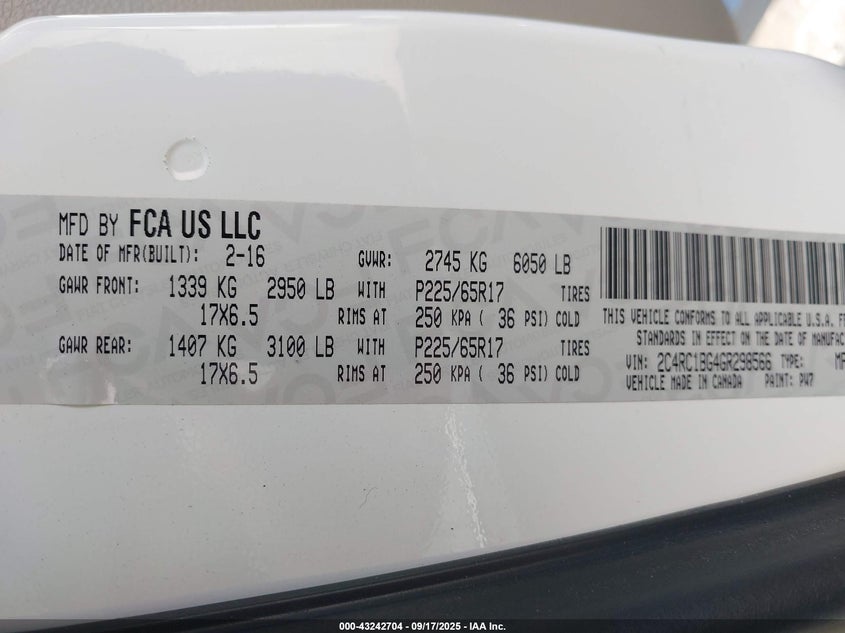 MFD BY FCA US LLC
DATE OF MFR(BUILT): 2-16 GVWR: 2745 KG 6050 LB
GAWR FRONT: 1339 KG 2950 LB WITH P225/65R17 TIRES
17X6.5 RIMS AT 250 KPA ( 36 PSI) COLD
GAWR REAR: 1407 KG 3100 LB WITH P225/65R17 TIRES
17X6.5 RIMS AT 250 KPA ( 36 PSI) COLD
THIS VEHICLE CONFORMS TO ALL APPLICABLE U.S.A.
STANDARDS IN EFFECT ON THE DATE OF
VIN: 2C4RC1BG4GR298566 TYPE:
VEHICLE MADE IN CANADA PAINT: PW7
000-43242704 - 09/17/2025 - IAA Inc.